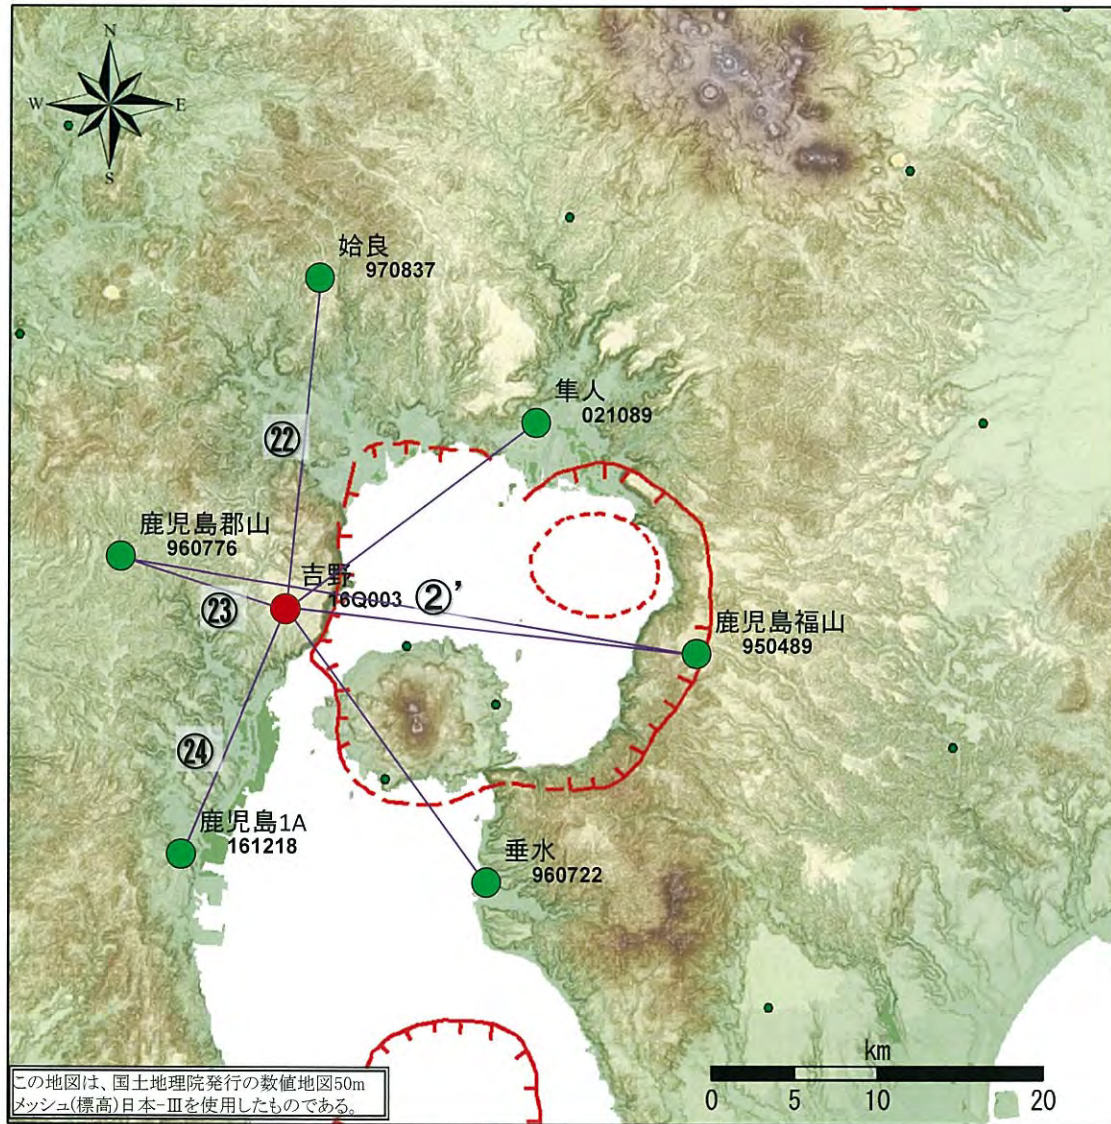 N
W
E
S
姶良
970837
隼人
021089
㉒
鹿児島郡山
960776
吉野
16Q003
②’
㉓
鹿児島福山
950489
㉔
鹿児島1A
161218
垂水
960722
km
0 5 10 20
この地図は、国土地理院発行の数値地図50m
メッシュ(標高)日本-Ⅲを使用したものである。